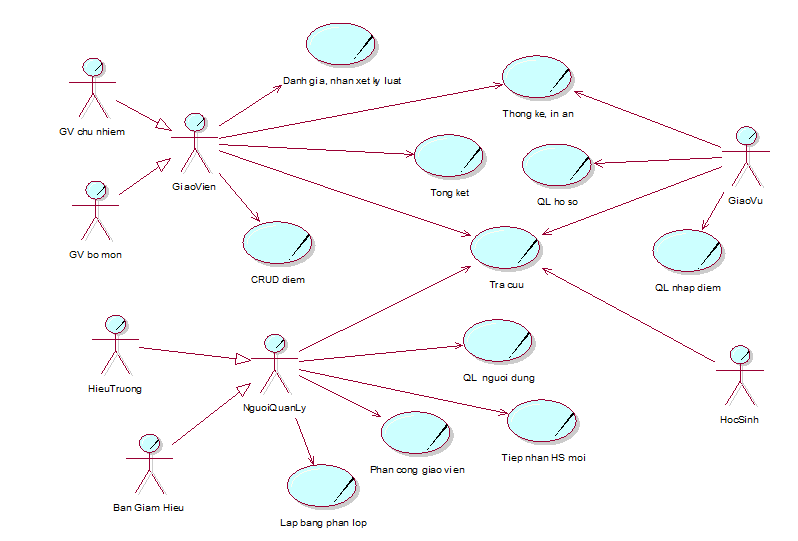 Danh gia, nhan xet ky luat
Thong ke, in an
GV chu nhiem
GiaoVien
Tong ket
QL ho so
GiaoVu
GV bo mon
CRUD diem
Tra cuu
QL nhap diem
HieuTruong
NguoiQuanLy
QL nguoi dung
HocSinh
Phan cong giao vien
Tiep nhan HS moi
Ban Giam Hieu
Lap bang phan lop